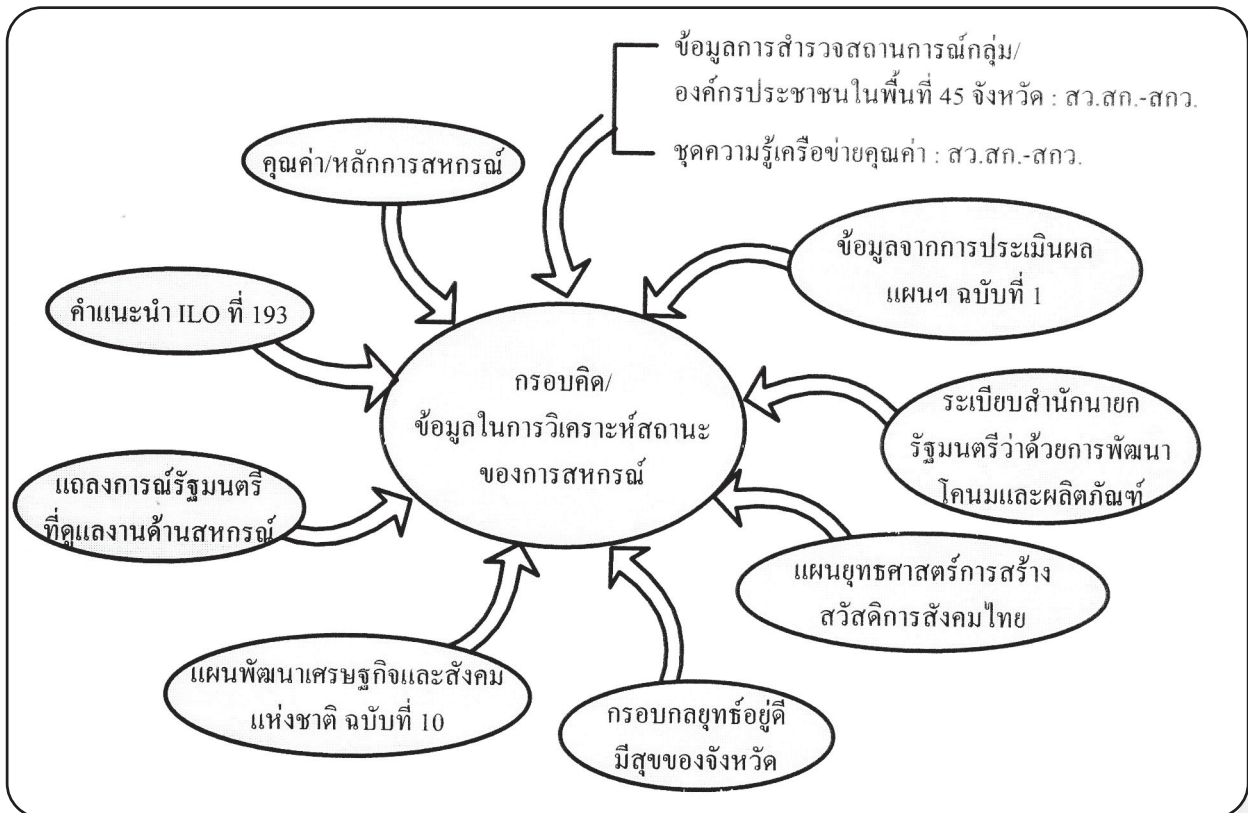 ข้อมูลการสำรวจสถานการณ์กลุ่ม/
องค์กรประชาชนในพื้นที่ 45 จังหวัด : สว.สก.-สกว.
ชุดความรู้เครือข่ายคุณค่า : สว.สก.-สกว.
คุณค่า/หลักการสหกรณ์
ข้อมูลจากการประเมินผล
แผนฯ ฉบับที่ 1
คำแนะนำ ILO ที่ 193
กรอบคิด/
ข้อมูลในการวิเคราะห์สถานะ
ของการสหกรณ์
ระเบียบสำนักนายก
รัฐมนตรีว่าด้วยการพัฒนา
โคนมและผลิตภัณฑ์
แถลงการณ์รัฐมนตรี
ที่ดูแลงานด้านสหกรณ์
แผนยุทธศาสตร์การสร้าง
สวัสดิการสังคมไทย
แผนพัฒนาเศรษฐกิจและสังคม
แห่งชาติ ฉบับที่ 10
กรอบกลยุทธ์อยู่ดี
มีสุขของจังหวัด